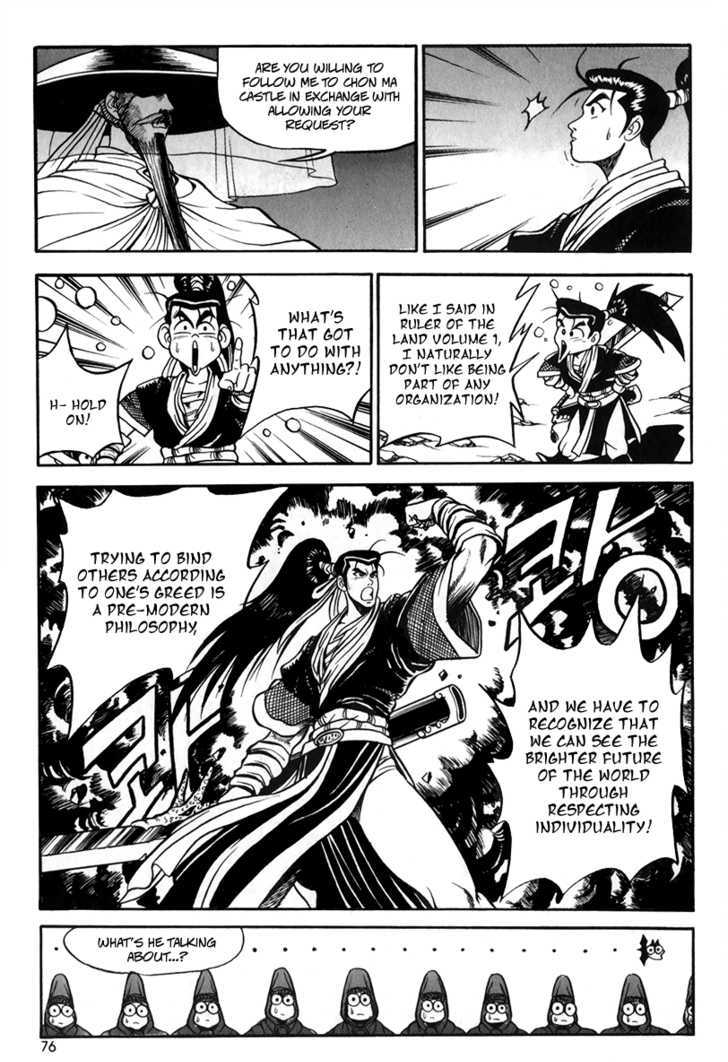 ARE YOU WILLING TO
FOLLOW ME TO CHON MA
CASTLE IN EXCHANGE WITH
ALLOWING YOUR
REQUEST?
H- HOLD
ON!
WHAT'S
THAT GOT
TO DO WITH
ANYTHING?!
LIKE I SAID IN
RULER OF THE
LAND VOLUME 1,
I NATURALLY
DON'T LIKE BEING
PART OF ANY
ORGANIZATION!
TRYING TO BIND
OTHERS ACCORDING
TO ONE'S GREED IS
A PRE-MODERN
PHILOSOPHY,
콰쾅
AND WE HAVE TO
RECOGNIZE THAT
WE CAN SEE THE
BRIGHTER FUTURE
OF THE WORLD
THROUGH
RESPECTING
INDIVIDUALITY!
WHAT'S HE TALKING
ABOUT...?
76